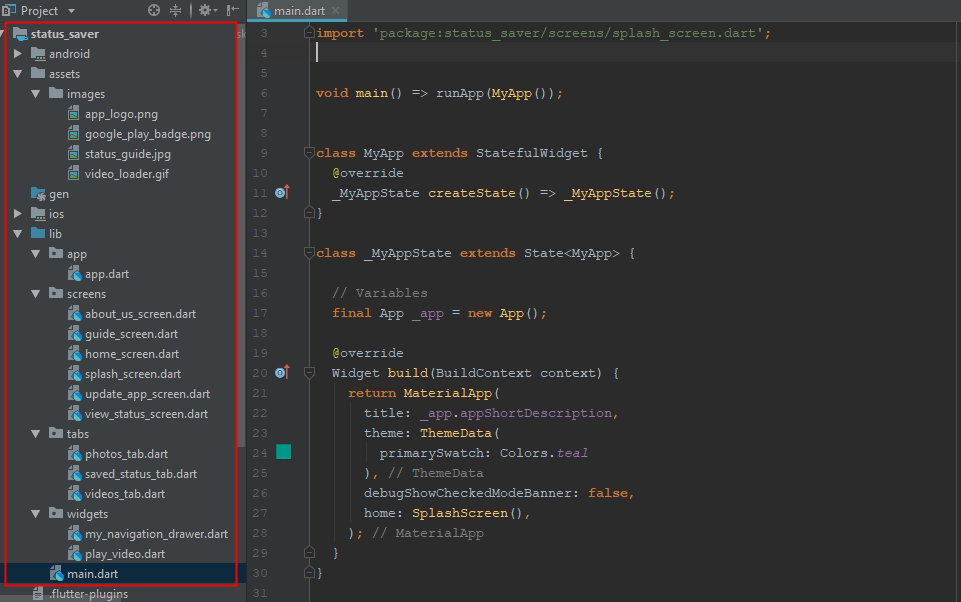 Project
status_saver
android
assets
images
app_logo.png
google_play_badge.png
status_guide.jpg
video_loader.gif
gen
ios
lib
app
app.dart
screens
about_us_screen.dart
guide_screen.dart
home_screen.dart
splash_screen.dart
update_app_screen.dart
view_status_screen.dart
tabs
photos_tab.dart
saved_status_tab.dart
videos_tab.dart
widgets
my_navigation_drawer.dart
play_video.dart
main.dart
.flutter-plugins
main.dart
3 import 'package:status_saver/screens/splash_screen.dart';
4
5
6 void main() => runApp(MyApp());
7
8
9 class MyApp extends StatefulWidget {
10 @override
11 _MyAppState createState() => _MyAppState();
12 }
13
14 class _MyAppState extends State<MyApp> {
15
16 // Variables
17 final App _app = new App();
18
19 @override
20 Widget build(BuildContext context) {
21 return MaterialApp(
22 title: _app.appShortDescription,
23 theme: ThemeData(
24 primarySwatch: Colors.teal
25 ), // ThemeData
26 debugShowCheckedModeBanner: false,
27 home: SplashScreen(),
28 ); // MaterialApp
29 }
30 }
31